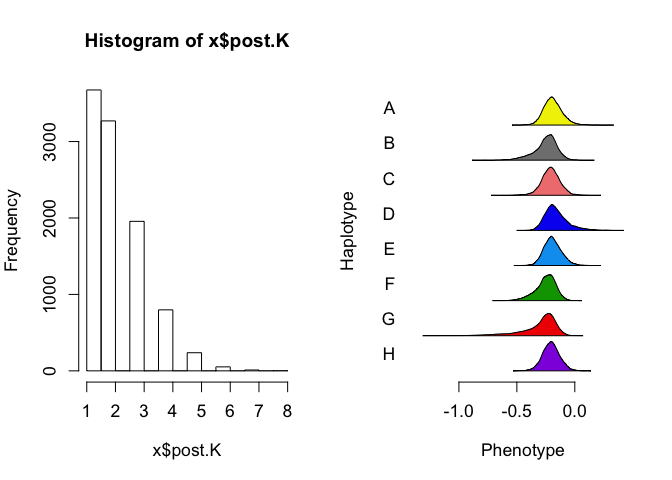 Histogram of x$post.K
Frequency
0
1000
2000
3000
1 2 3 4 5 6 7 8
x$post.K
Haplotype
A
B
C
D
E
F
G
H
-1.0 -0.5 0.0
Phenotype